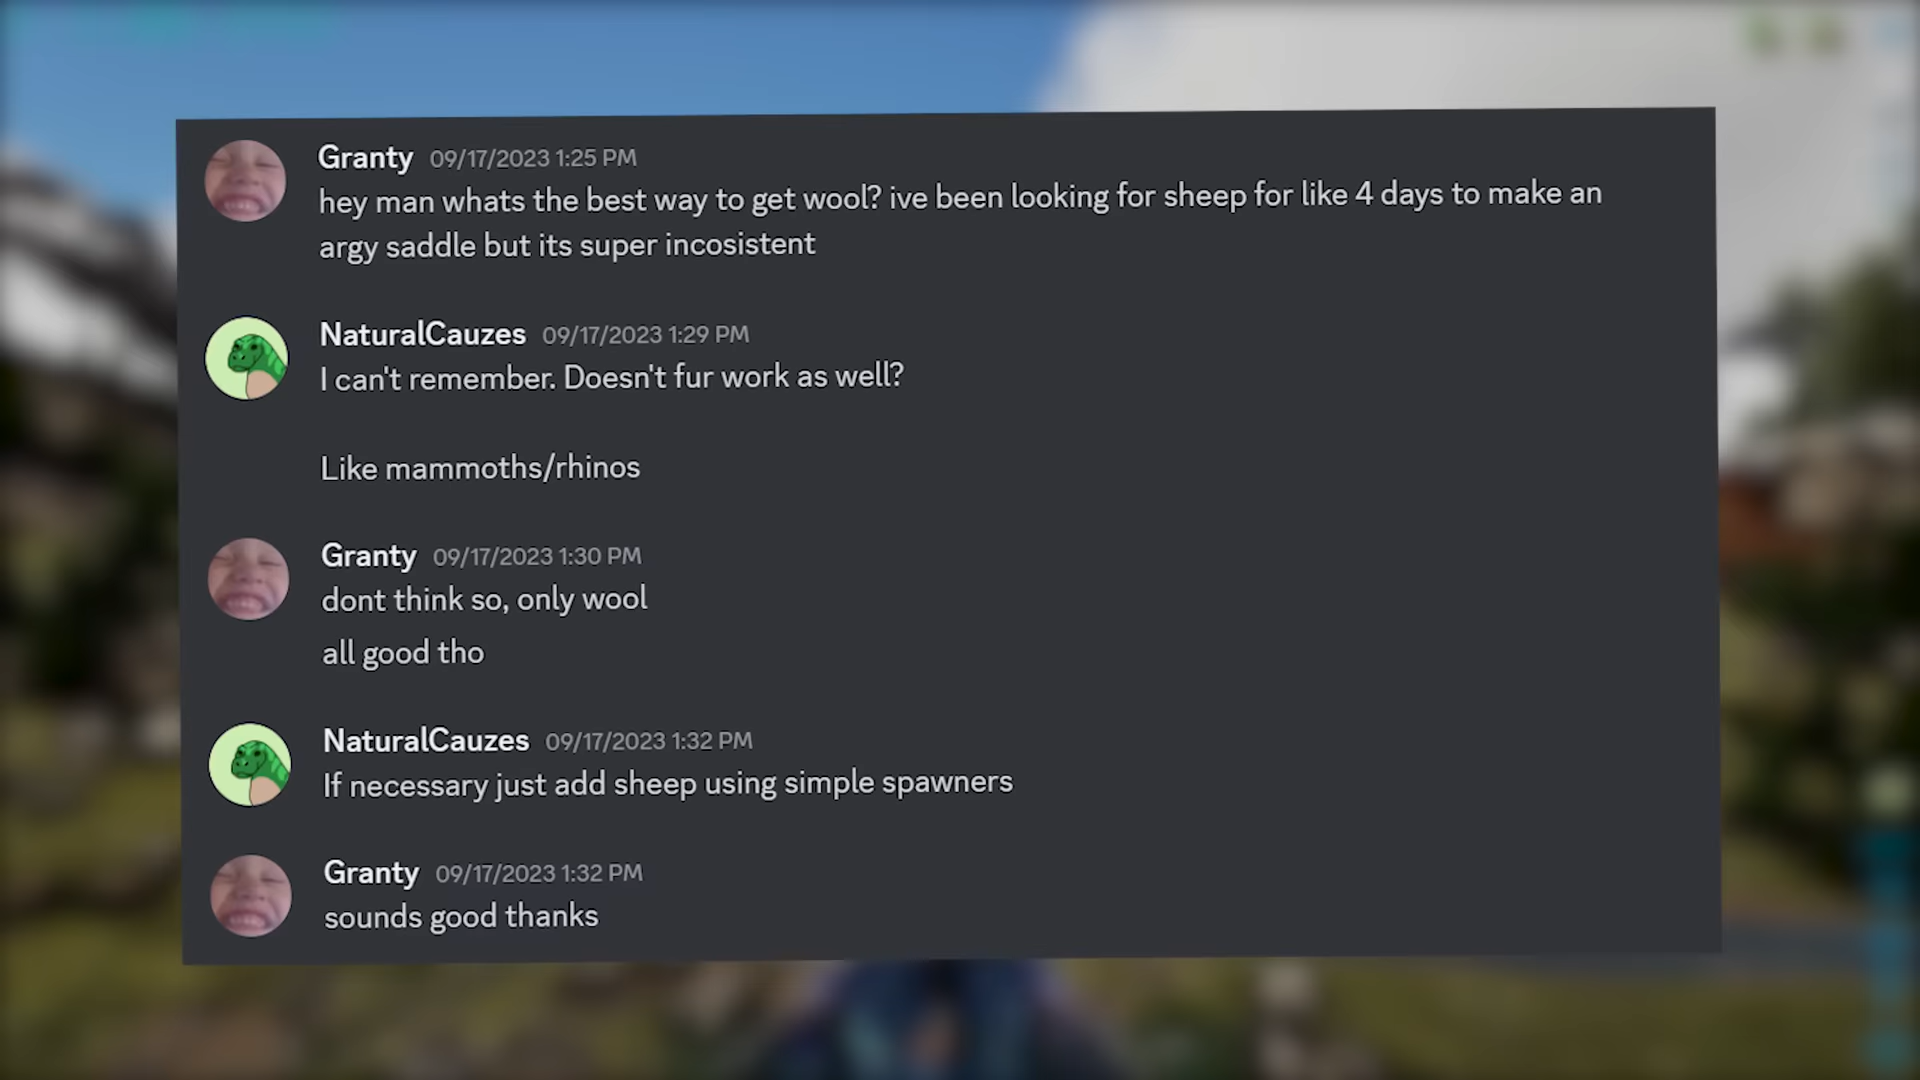 Granty 09/17/2023 1:25 PM
hey man whats the best way to get wool? ive been looking for sheep for like 4 days to make an
argy saddle but its super incosistent
NaturalCauzes 09/17/2023 1:29 PM
I can't remember. Doesn't fur work as well?
Like mammoths/rhinos
Granty 09/17/2023 1:30 PM
dont think so, only wool
all good tho
NaturalCauzes 09/17/2023 1:32 PM
If necessary just add sheep using simple spawners
Granty 09/17/2023 1:32 PM
sounds good thanks